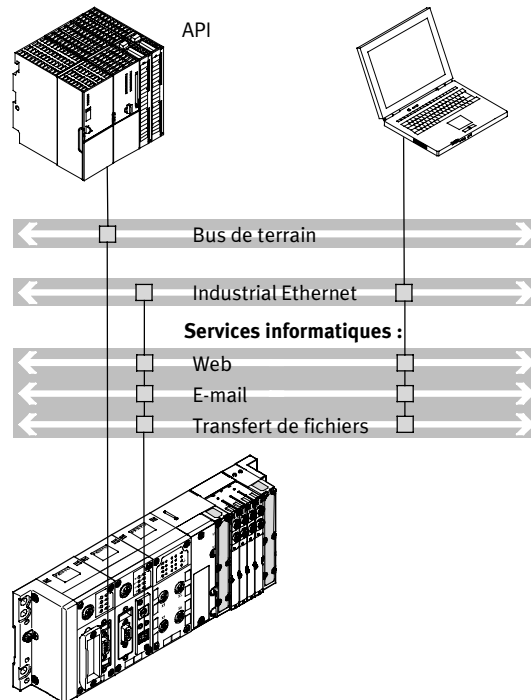 API
Bus de terrain
Industrial Ethernet
Services informatiques :
Web
E-mail
Transfert de fichiers